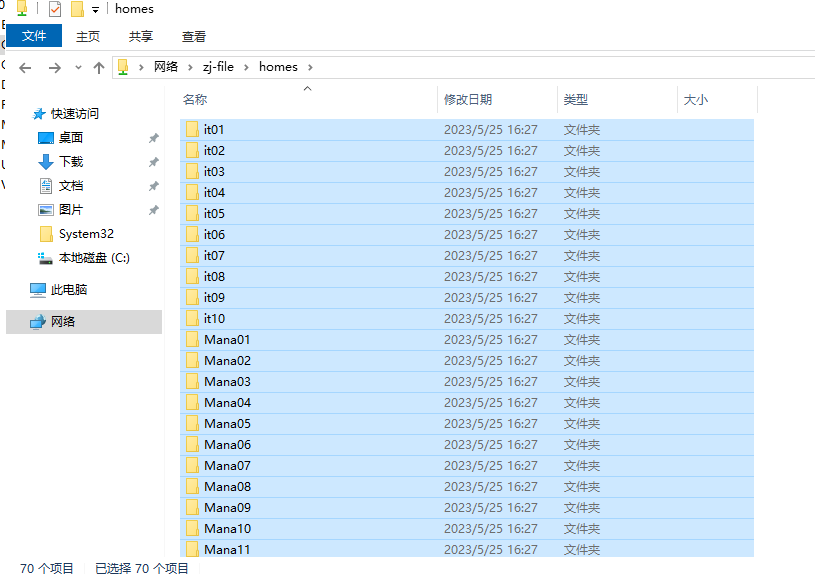 homes
文件 主页 共享 查看
网络 zj-file homes
名称 修改日期 类型 大小
快速访问
桌面
下载
文档
图片
System32
本地磁盘 (C:)
此电脑
网络
it01 2023/5/25 16:27 文件夹
it02 2023/5/25 16:27 文件夹
it03 2023/5/25 16:27 文件夹
it04 2023/5/25 16:27 文件夹
it05 2023/5/25 16:27 文件夹
it06 2023/5/25 16:27 文件夹
it07 2023/5/25 16:27 文件夹
it08 2023/5/25 16:27 文件夹
it09 2023/5/25 16:27 文件夹
it10 2023/5/25 16:27 文件夹
Mana01 2023/5/25 16:27 文件夹
Mana02 2023/5/25 16:27 文件夹
Mana03 2023/5/25 16:27 文件夹
Mana04 2023/5/25 16:27 文件夹
Mana05 2023/5/25 16:27 文件夹
Mana06 2023/5/25 16:27 文件夹
Mana07 2023/5/25 16:27 文件夹
Mana08 2023/5/25 16:27 文件夹
Mana09 2023/5/25 16:27 文件夹
Mana10 2023/5/25 16:27 文件夹
Mana11 2023/5/25 16:27 文件夹
70 个项目 已选择 70 个项目